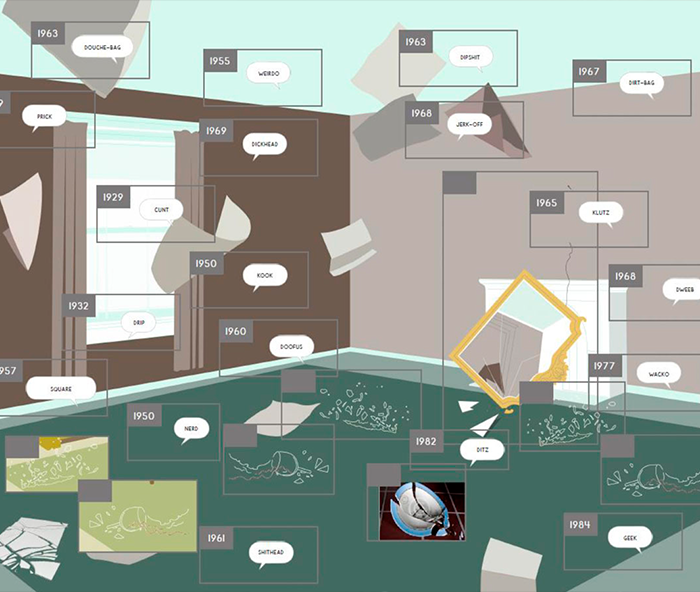 1963
DOUCHE-BAG
1955
WEIRDO
1963
DIPSHIT
1967
DIRT-BAG
PRICK
1969
DICKHEAD
1968
JERK-OFF
1929
CUNT
1965
KLUTZ
1950
KOOK
1968
DWEEB
1932
DRIP
1960
DOOFUS
957
SQUARE
1977
WACKO
1950
NERD
1982
DITZ
1961
SHITHEAD
1984
GEEK